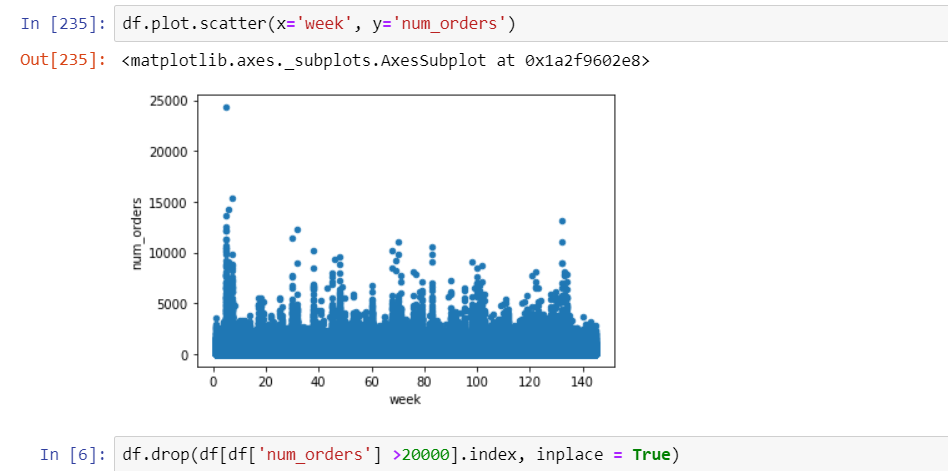 In [235]: df.plot.scatter(x='week', y='num_orders')
Out[235]: <matplotlib.axes._subplots.AxesSubplot at 0x1a2f9602e8>
25000
20000
15000
10000
5000
0
num_orders
0 20 40 60 80 100 120 140
week
In [6]: df.drop(df[df['num_orders'] >20000].index, inplace = True)